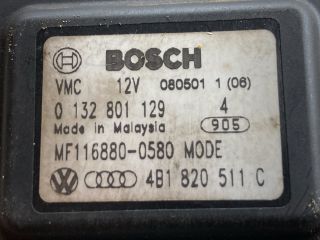 BOSCH
VMC 12V 080501 1 (06)
0 132 801 129 4
Made in Malaysia 905
MF116880-0580 MODE
4B1 820 511 C